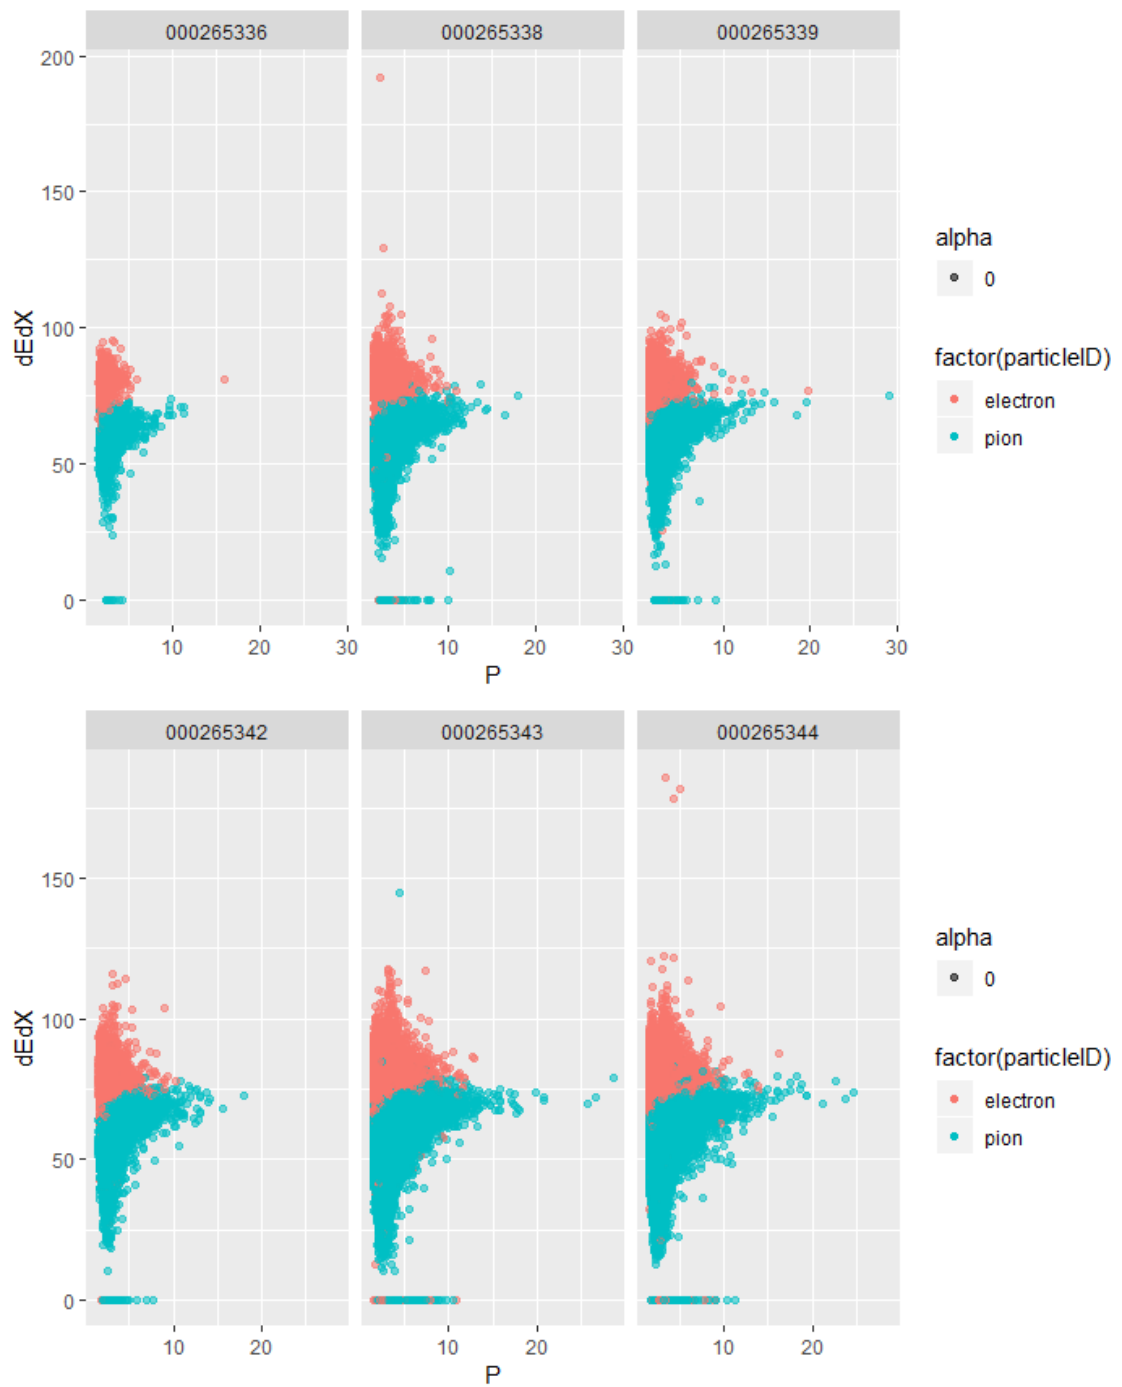 000265336 000265338 000265339
200
150
100
50
0
dEdX
10 20 30 10 20 30 10 20 30
P
alpha
0
factor(particleID)
electron
pion
000265342 000265343 000265344
150
100
50
0
dEdX
10 20 10 20 10 20
P
alpha
0
factor(particleID)
electron
pion